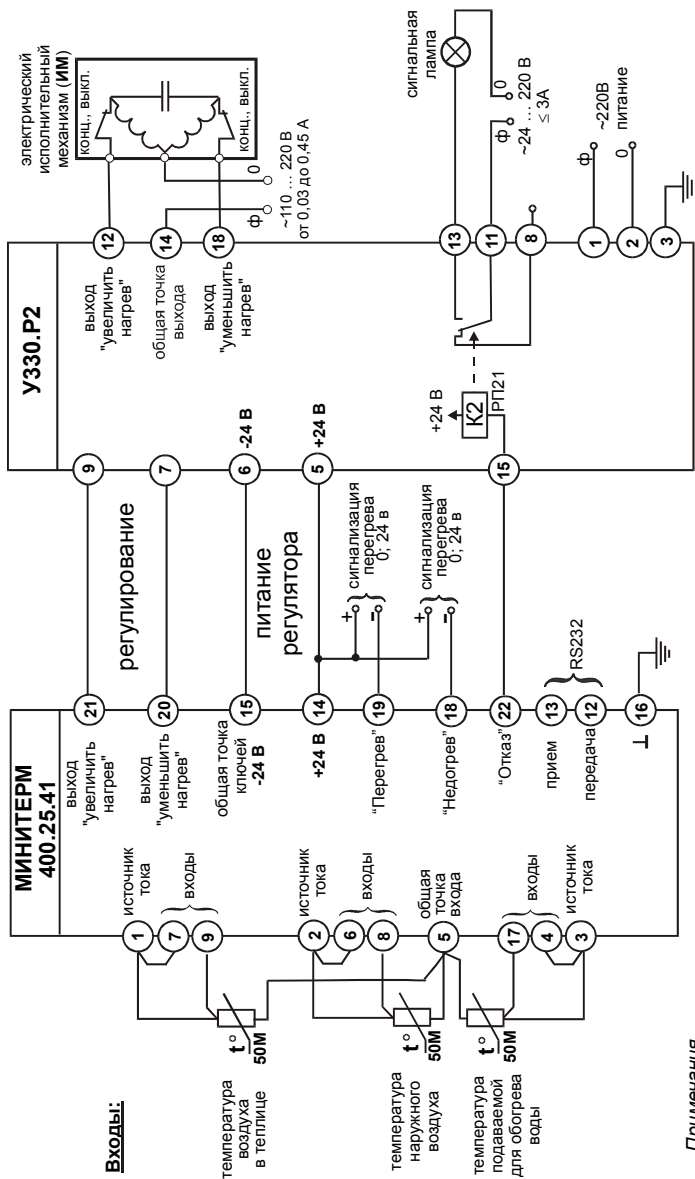 МИНИТЕРМ
400.25.41
У330.Р2
Входы:
температура
воздуха
в теплице
t°
50М
температура
наружного
воздуха
t°
50М
температура
подаваемой
для обогрева
воды
t°
50М
1
7
9
2
6
8
5
17
4
3
источник
тока
входы
источник
тока
входы
общая
точка
входа
входы
источник
тока
выход
"увеличить
нагрев"
21
выход
"уменьшить
нагрев"
20
общая точка
ключей
-24 В
15
+24 В
14
"Перегрев"
19
"Недогрев"
18
"Отказ"
22
прием
13
передача
12
⊥
16
RS232
регулирование
питание
регулятора
+
-
сигнализация
перегрева
0; 24 в
+
-
сигнализация
перегрева
0; 24 в
9
7
6
-24 В
5
+24 В
15
+24 В
К2
РП21
выход
"увеличить
нагрев"
12
общая точка
выхода
14
выход
"уменьшить
нагрев"
18
13
11
8
1
2
3
электрический
исполнительный
механизм (ИМ)
конц., выкл.
конц., выкл.
ф
0
~110 ... 220 В
от 0,03 до 0,45 А
сигнальная
лампа
ф
0
~24 ... 220 В
≤ 3А
ф
0
~220В
питание
Примечания